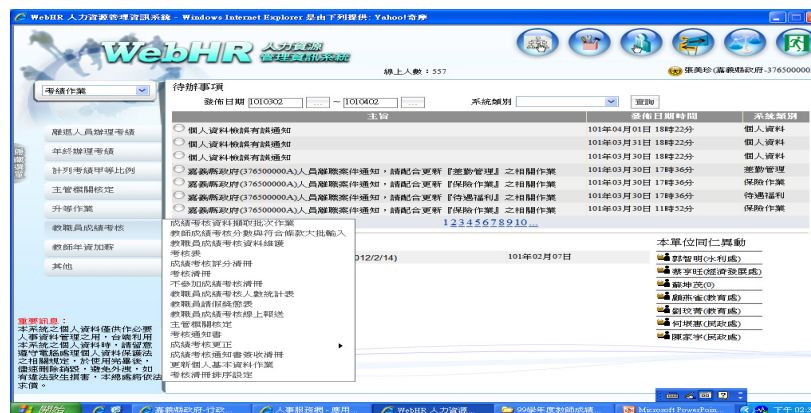 WebHR 人力資源管理資訊系統 - Windows Internet Explorer 是由下列提供: Yahoo!奇摩
WebHR 人力資源管理資訊系統
線上人數：557
張美珍(嘉義縣政府-37650000
考績作業
離退人員辦理考績
年終辦理考績
計列考績甲等比例
主管機關核定
升等作業
教職員成績考核
教師年資加薪
其他
待辦事項
發佈日期 1010302 ... ~ 1010402 ... 系統類別 查詢
主旨 發佈日期時間 系統類別
個人資料檢誤有誤通知 101年04月01日 18時22分 個人資料
個人資料檢誤有誤通知 101年03月31日 18時22分 個人資料
個人資料檢誤有誤通知 101年03月30日 18時22分 個人資料
嘉義縣政府(376500000A)人員離職案件通知，請配合更新『差勤管理』之相關作業 101年03月30日 17時36分 差勤管理
嘉義縣政府(376500000A)人員離職案件通知，請配合更新『保險作業』之相關作業 101年03月30日 17時36分 保險作業
嘉義縣政府(376500000A)人員離職案件通知，請配合更新『待遇福利』之相關作業 101年03月30日 17時36分 待遇福利
嘉義縣政府(376500000A)人員離職案件通知，請配合更新『保險作業』之相關作業 101年03月30日 11時52分 保險作業
1 2 3 4 5 6 7 8 9 10 ...
成績考核資料擷取批次作業
教師成績考核分數與符合條款大批輸入
教職員成績考核資料維護
考核表
成績考核評分清冊
考核清冊
不參加成績考核清冊
教職員成績考核人數統計表
教職員請假獎懲表
教職員成績考核線上報送
主管機關核定
考核通知書
成績考核更正
成績考核通知書簽收清冊
更新個人基本資料作業
考核清冊排序設定
012/2/14) 101年02月07日
本單位同仁異動
郭智明(水利處)
蔡亨旺(經濟發展處)
蘇坤茂(0)
顏燕雀(教育處)
劉玟菁(教育處)
何堒惠(民政處)
陳家宇(民政處)
重要訊息：
本系統之個人資料僅供作必要
人事資料管理之用，台端利用
本系統之個人資料時，請留意
遵守電腦處理個人資料保護法
之相關規定，於使用完畢後，
儘速刪除銷毀，避免外洩，如
有違法致生損害，本總處將依法
求償。
開始 嘉義縣政府-行政... 人事服務網 - 應用... WebHR 人力資源... 99學年度教師成績... Microsoft PowerPoin... 下午 02: